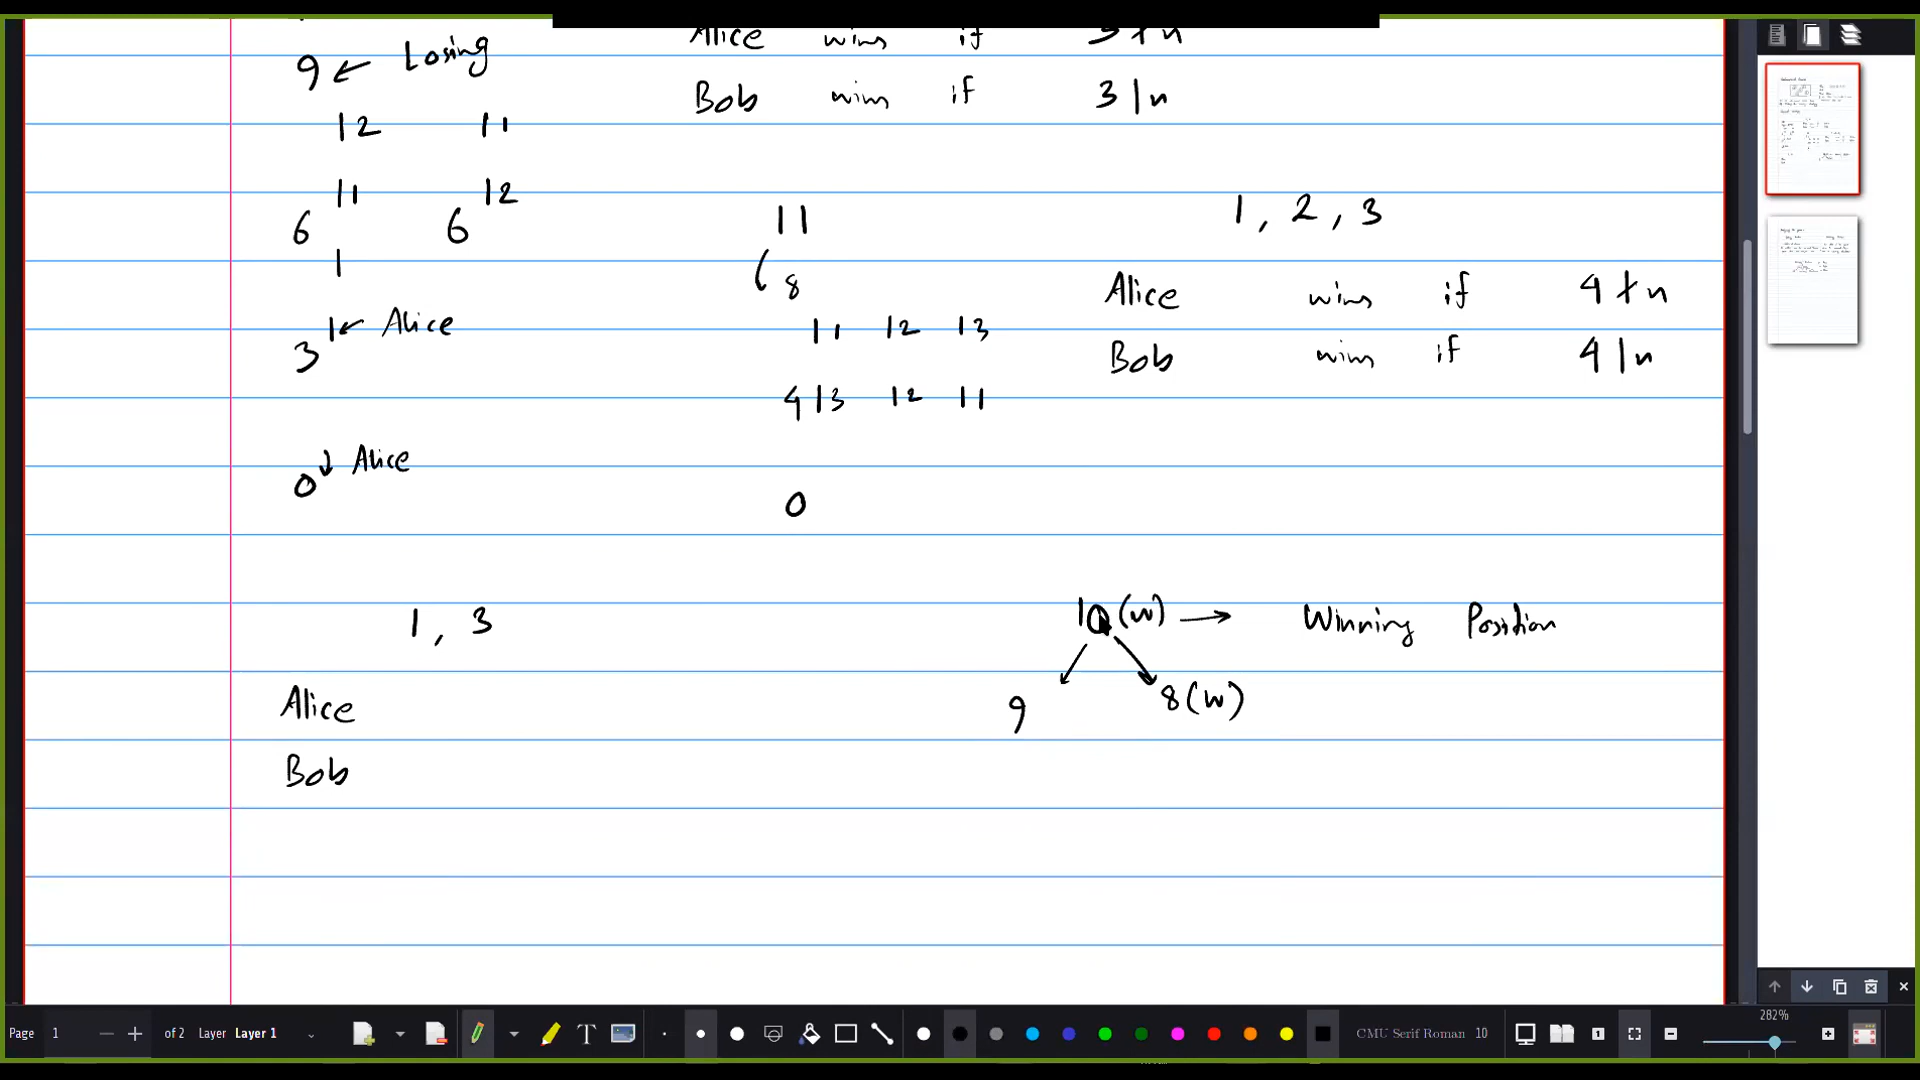 Alice wins if 3 ∤ n
9 ← Losing
Bob wins if 3 | n
12 11
11 12
6 6
1
1 ← Alice
3
0 ↓ Alice
11
8
11 12 13
4 13 12 11
0
1, 2, 3
Alice wins if 4 ∤ n
Bob wins if 4 | n
1, 3
Alice
Bob
10 (W) → Winning Position
9 8 (W)
Page 1 of 2 Layer Layer 1
CMU Serif Roman 10
282%